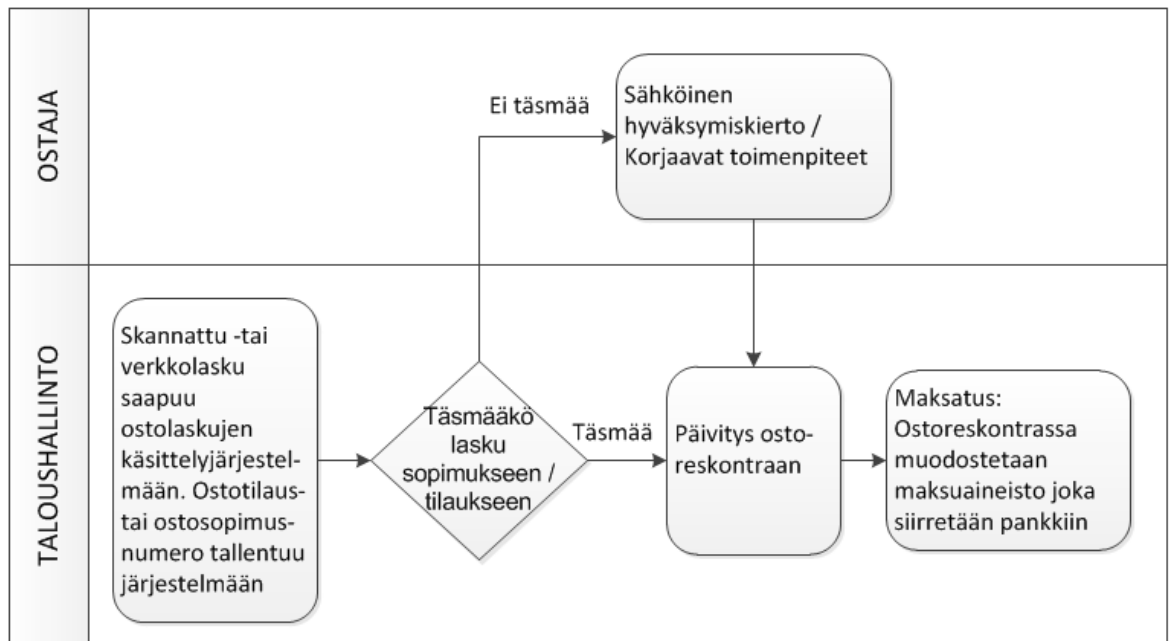 OSTAJA
Ei täsmää
Sähköinen
hyväksymiskierto /
Korjaavat toimenpiteet
TALOUSHALLINTO
Skannattu -tai
verkkolasku
saapuu
ostolaskujen
käsittelyjärjestel-
mään. Ostotilaus-
tai ostosopimus-
numero tallentuu
järjestelmään
Täsmääkö
lasku
sopimukseen /
tilaukseen
Täsmää
Päivitys osto-
reskontraan
Maksatus:
Ostoreskontrassa
muodostetaan
maksuaineisto joka
siirretään pankkiin